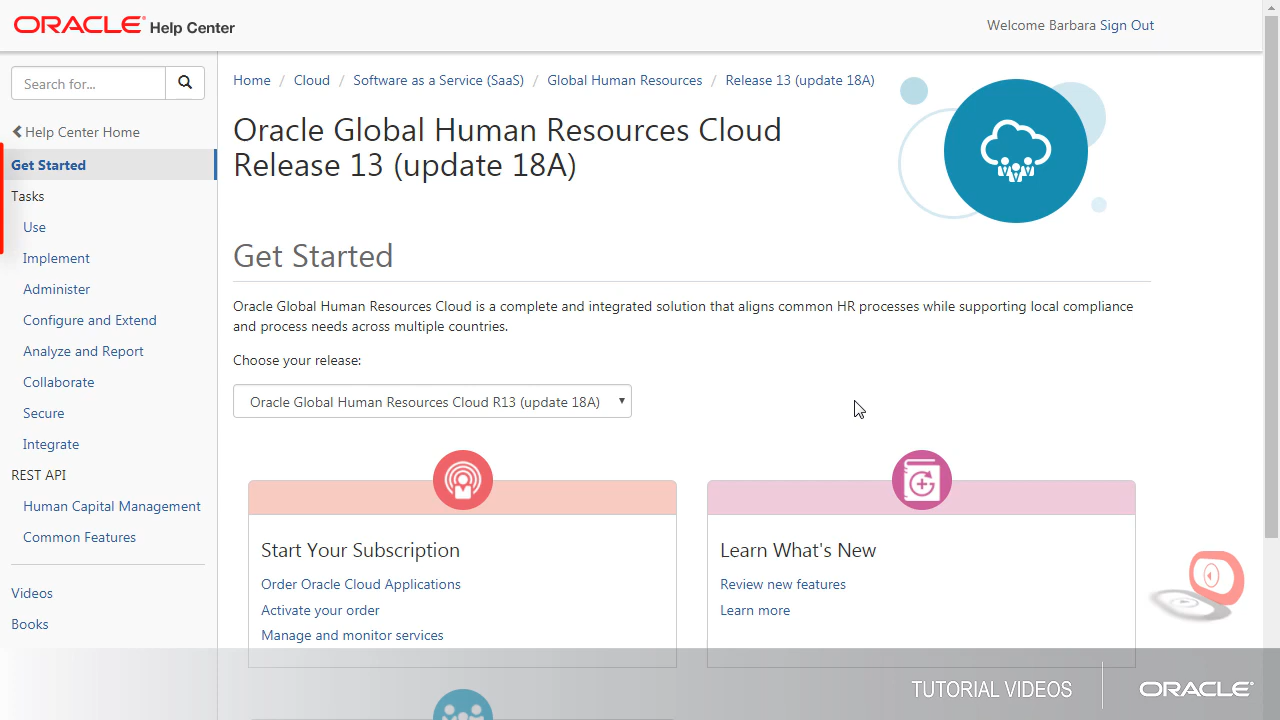 ORACLE Help Center
Welcome Barbara Sign Out
Search for...
Help Center Home
Get Started
Tasks
Use
Implement
Administer
Configure and Extend
Analyze and Report
Collaborate
Secure
Integrate
REST API
Human Capital Management
Common Features
Videos
Books
Home / Cloud / Software as a Service (SaaS) / Global Human Resources / Release 13 (update 18A)
Oracle Global Human Resources Cloud
Release 13 (update 18A)
Get Started
Oracle Global Human Resources Cloud is a complete and integrated solution that aligns common HR processes while supporting local compliance
and process needs across multiple countries.
Choose your release:
Oracle Global Human Resources Cloud R13 (update 18A)
Start Your Subscription
Order Oracle Cloud Applications
Activate your order
Manage and monitor services
Learn What's New
Review new features
Learn more
TUTORIAL VIDEOS
ORACLE